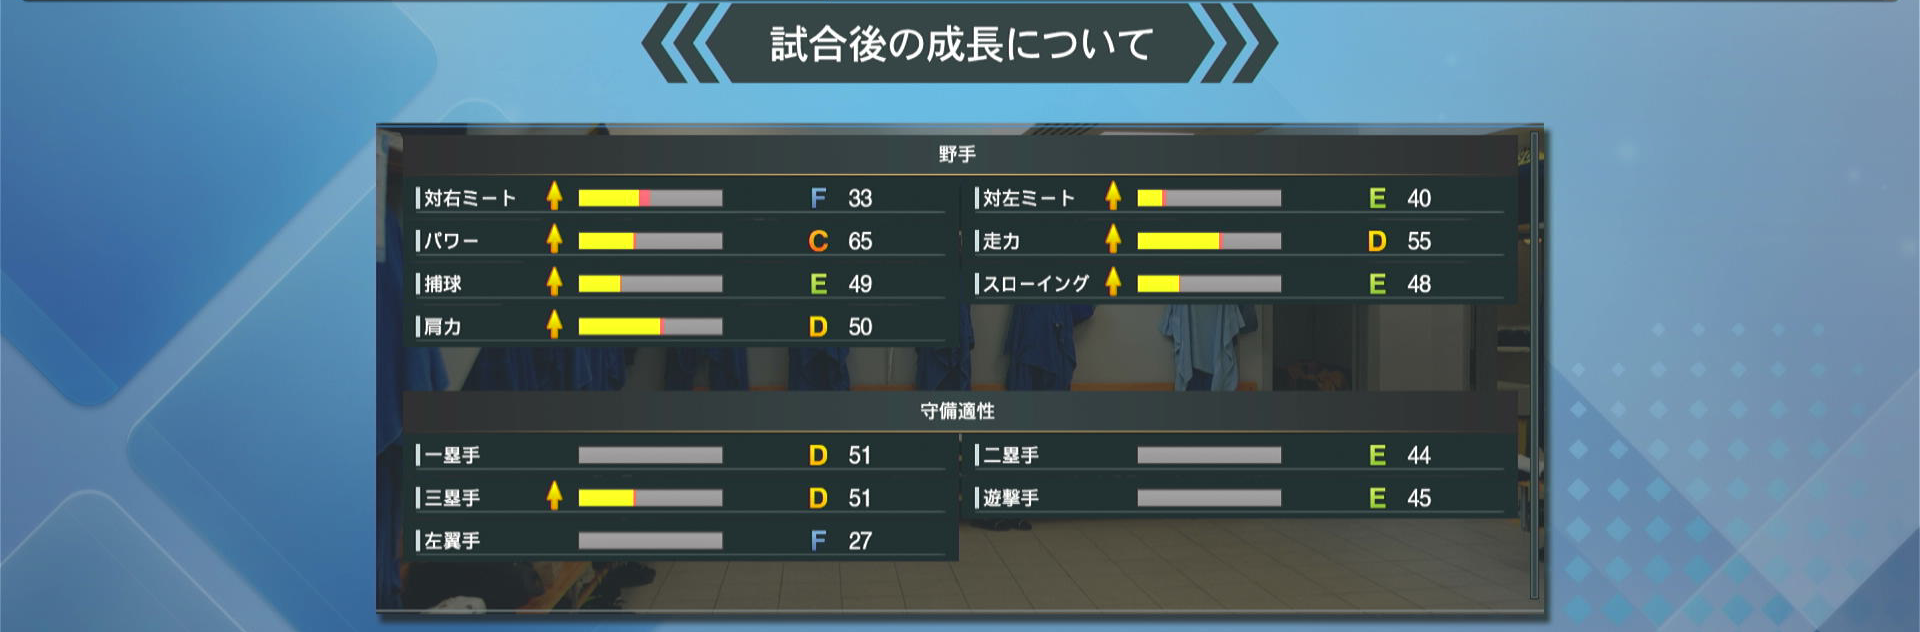 試合後の成長について
野手
対右ミート F 33 対左ミート E 40
パワー C 65 走力 D 55
捕球 E 49 スローイング E 48
肩力 D 50
守備適性
一塁手 D 51 二塁手 E 44
三塁手 D 51 遊撃手 E 45
左翼手 F 27